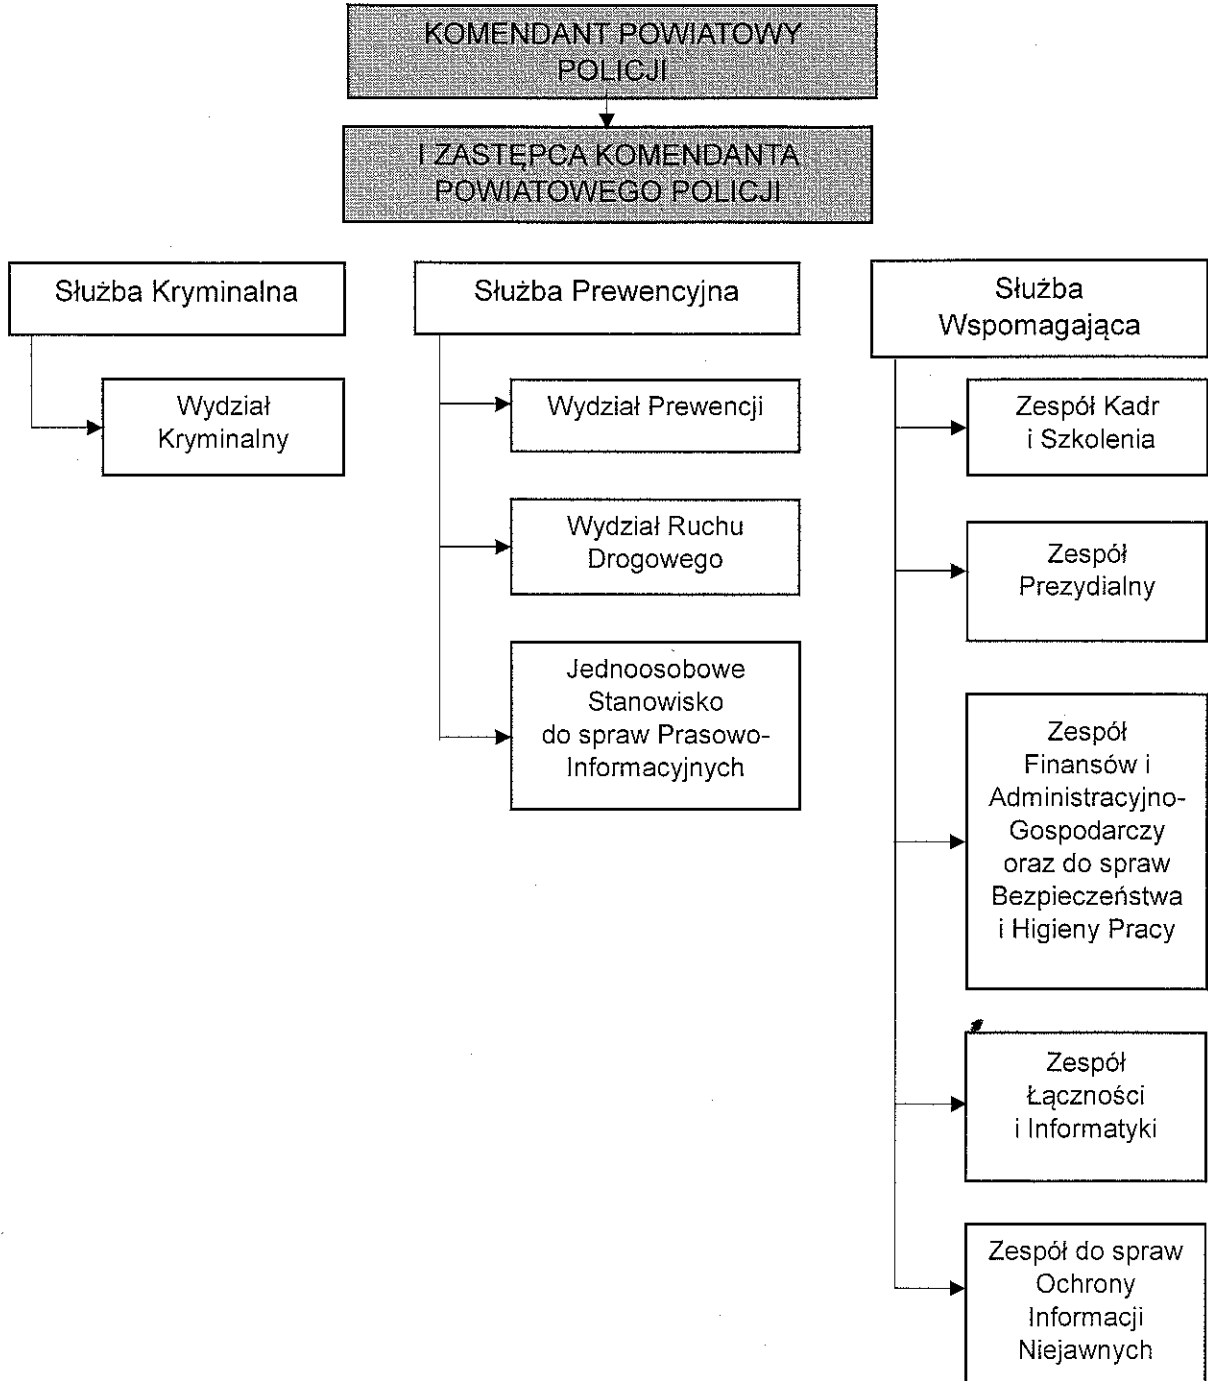 KOMENDANT POWIATOWY
POLICJI
I ZASTĘPCA KOMENDANTA
POWIATOWEGO POLICJI
Służba Kryminalna
Wydział
Kryminalny
Służba Prewencyjna
Wydział Prewencji
Wydział Ruchu
Drogowego
Jednoosobowe
Stanowisko
do spraw Prasowo-
Informacyjnych
Służba
Wspomagająca
Zespół Kadr
i Szkolenia
Zespół
Prezydialny
Zespół
Finansów i
Administracyjno-
Gospodarczy
oraz do spraw
Bezpieczeństwa
i Higieny Pracy
Zespół
Łączności
i Informatyki
Zespół do spraw
Ochrony
Informacji
Niejawnych